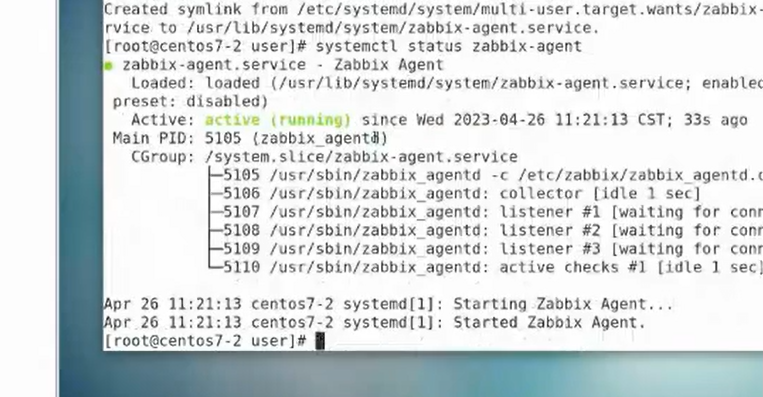 Created symlink from /etc/systemd/system/multi-user.target.wants/zabbix-
rvice to /usr/lib/systemd/system/zabbix-agent.service.
[root@centos7-2 user]# systemctl status zabbix-agent
● zabbix-agent.service - Zabbix Agent
Loaded: loaded (/usr/lib/systemd/system/zabbix-agent.service; enabled
preset: disabled)
Active: active (running) since Wed 2023-04-26 11:21:13 CST; 33s ago
Main PID: 5105 (zabbix_agentd)
CGroup: /system.slice/zabbix-agent.service
├─5105 /usr/sbin/zabbix_agentd -c /etc/zabbix/zabbix_agentd.c
├─5106 /usr/sbin/zabbix_agentd: collector [idle 1 sec]
├─5107 /usr/sbin/zabbix_agentd: listener #1 [waiting for conn
├─5108 /usr/sbin/zabbix_agentd: listener #2 [waiting for conn
├─5109 /usr/sbin/zabbix_agentd: listener #3 [waiting for conn
└─5110 /usr/sbin/zabbix_agentd: active checks #1 [idle 1 sec]
Apr 26 11:21:13 centos7-2 systemd[1]: Starting Zabbix Agent...
Apr 26 11:21:13 centos7-2 systemd[1]: Started Zabbix Agent.
[root@centos7-2 user]#